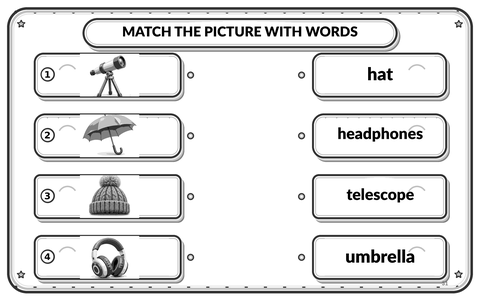 MATCH THE PICTURE WITH WORDS
1
hat
2
headphones
3
telescope
4
umbrella